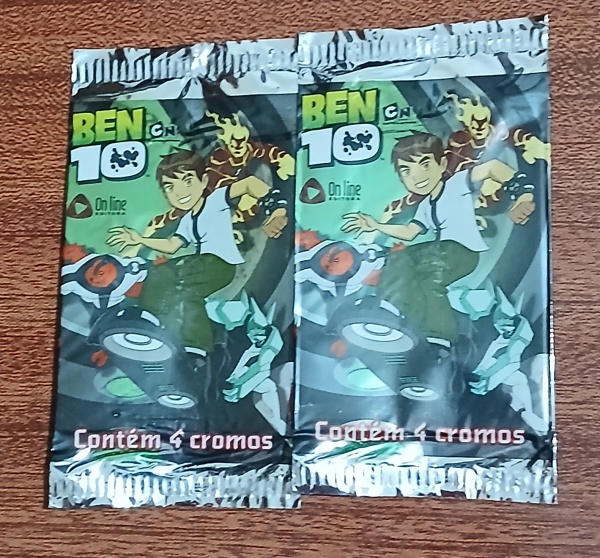 BEN
CN
10
On line
EDITORA
Contém 4 cromos
BEN
CN
10
On line
EDITORA
Contém 4 cromos